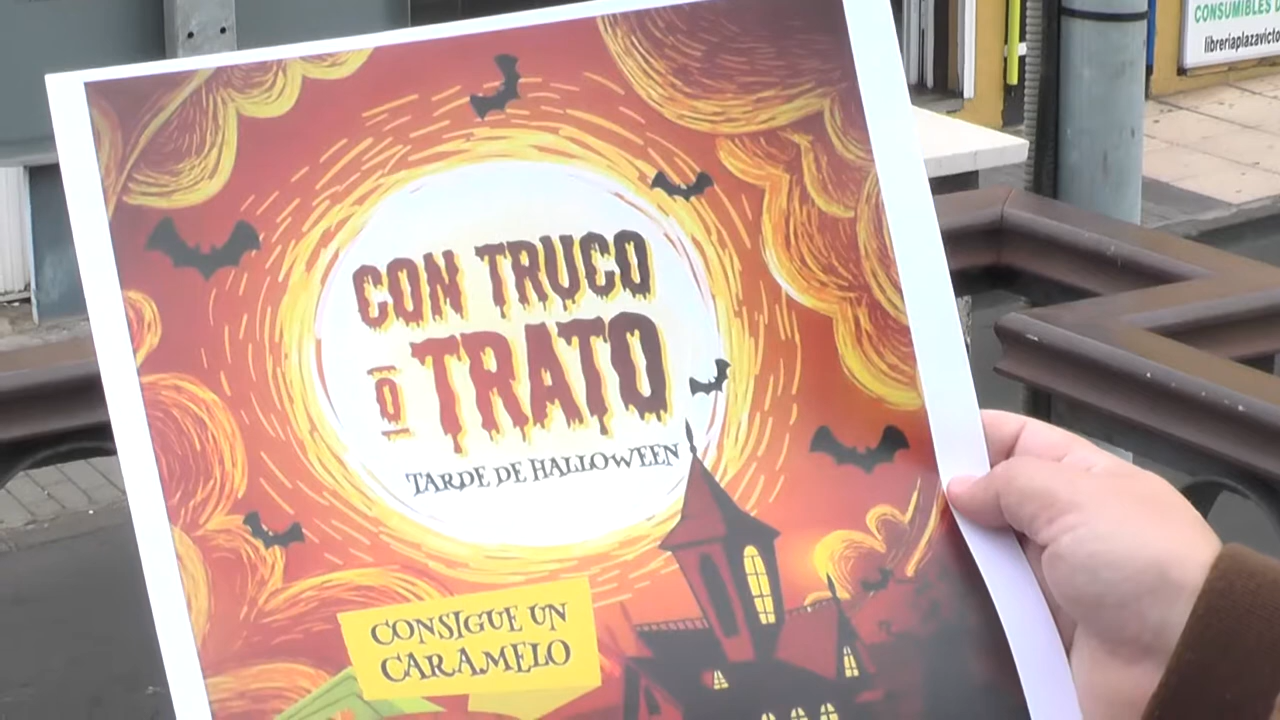 CONSUMIBLES D
libreriaplazavicto
CON TRUCO
O TRATO
TARDE DE HALLOWEEN
CONSIGUE UN
CARAMELO